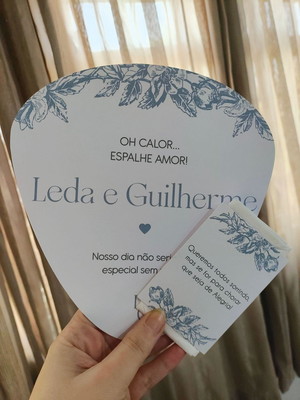 OH CALOR...
ESPALHE AMOR!
Leda e Guilherme
Nosso dia não ser
especial sem
Queremos todos sorrindo,
mas se for para chorar
que seja de Alegria!